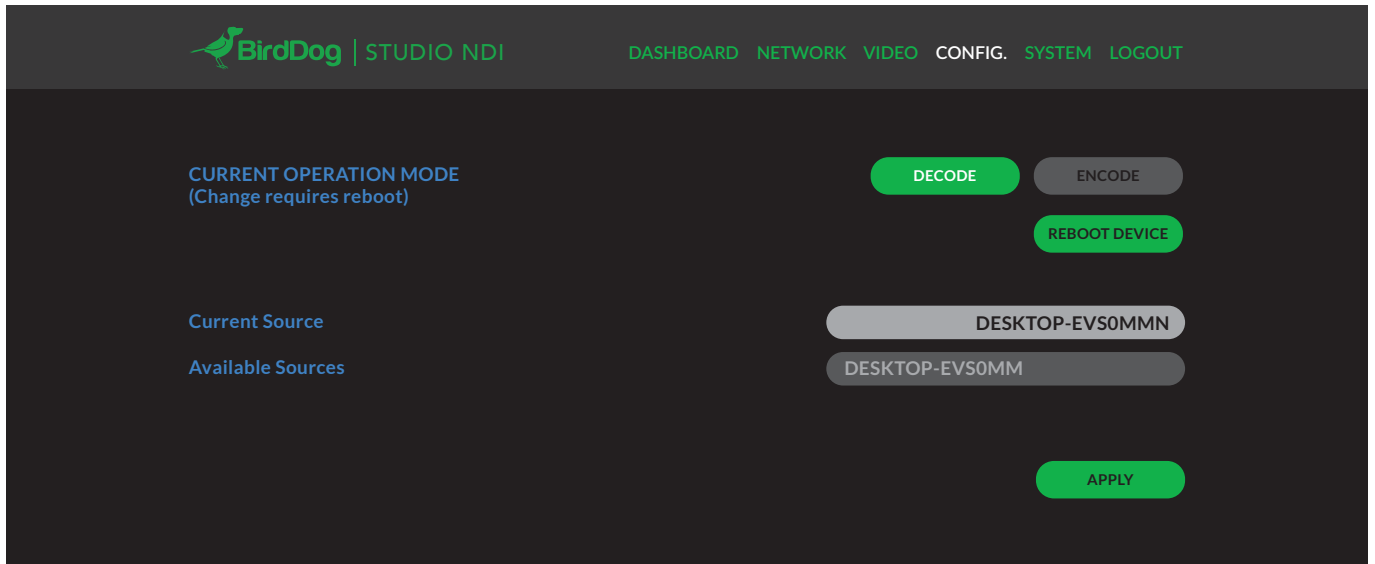 BirdDog | STUDIO NDI DASHBOARD NETWORK VIDEO CONFIG. SYSTEM LOGOUT
CURRENT OPERATION MODE DECODE ENCODE
(Change requires reboot)
REBOOT DEVICE
Current Source DESKTOP-EVS0MMN
Available Sources DESKTOP-EVS0MM
APPLY